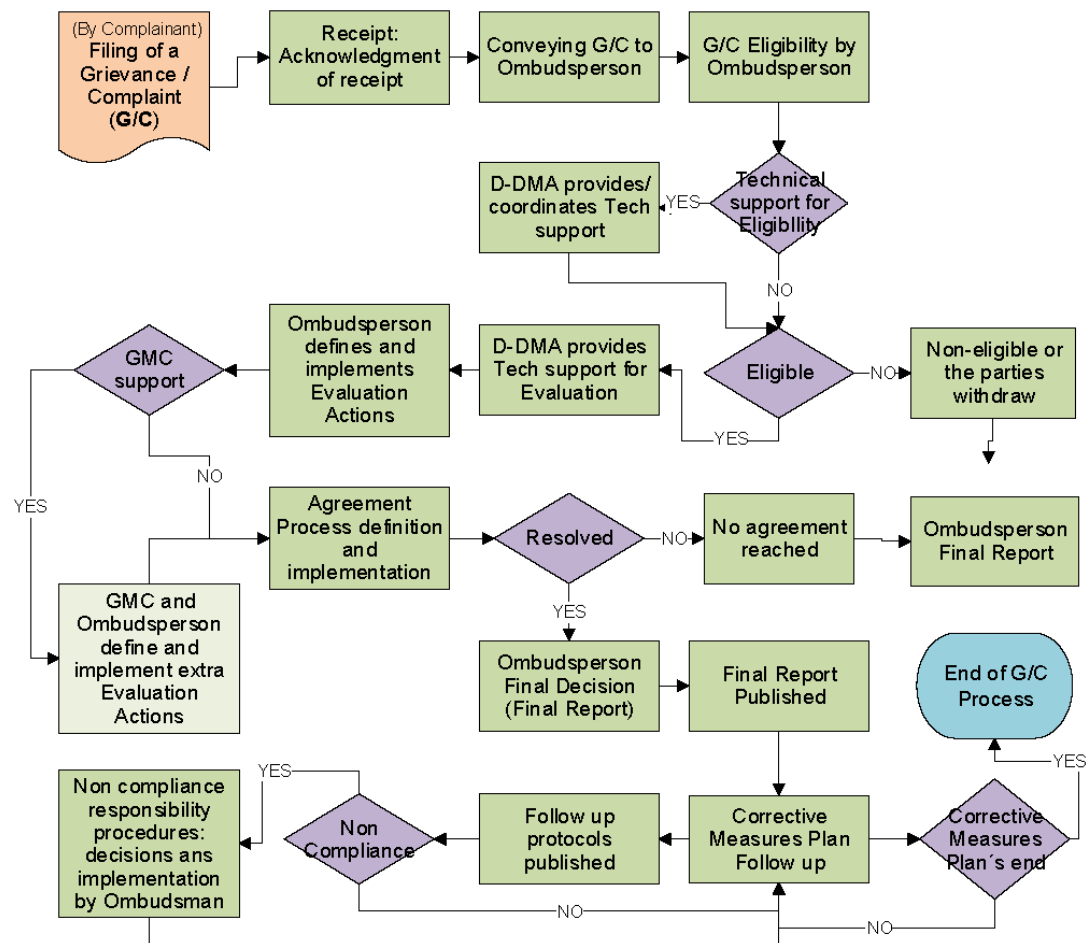 (By Complainant)
Filing of a
Grievance /
Complaint
(G/C)
Receipt:
Acknowledgment
of receipt
Conveying G/C to
Ombudsperson
G/C Eligibility by
Ombudsperson
D-DMA provides/
coordinates Tech
support
YES
Technical
support for
Eligibllity
NO
GMC
support
Ombudsperson
defines and
implements
Evaluation
Actions
D-DMA provides
Tech support for
Evaluation
Eligible
NO
Non-eligible or
the parties
withdraw
YES
NO
YES
Agreement
Process definition
and
implementation
Resolved
NO
No agreement
reached
Ombudsperson
Final Report
YES
GMC and
Ombudsperson
define and
implement extra
Evaluation
Actions
Ombudsperson
Final Decision
(Final Report)
Final Report
Published
End of G/C
Process
YES
YES
Non compliance
responsibility
procedures:
decisions ans
implementation
by Ombudsman
Non
Compliance
Follow up
protocols
published
Corrective
Measures Plan
Follow up
Corrective
Measures
Plan´s end
NO
NO